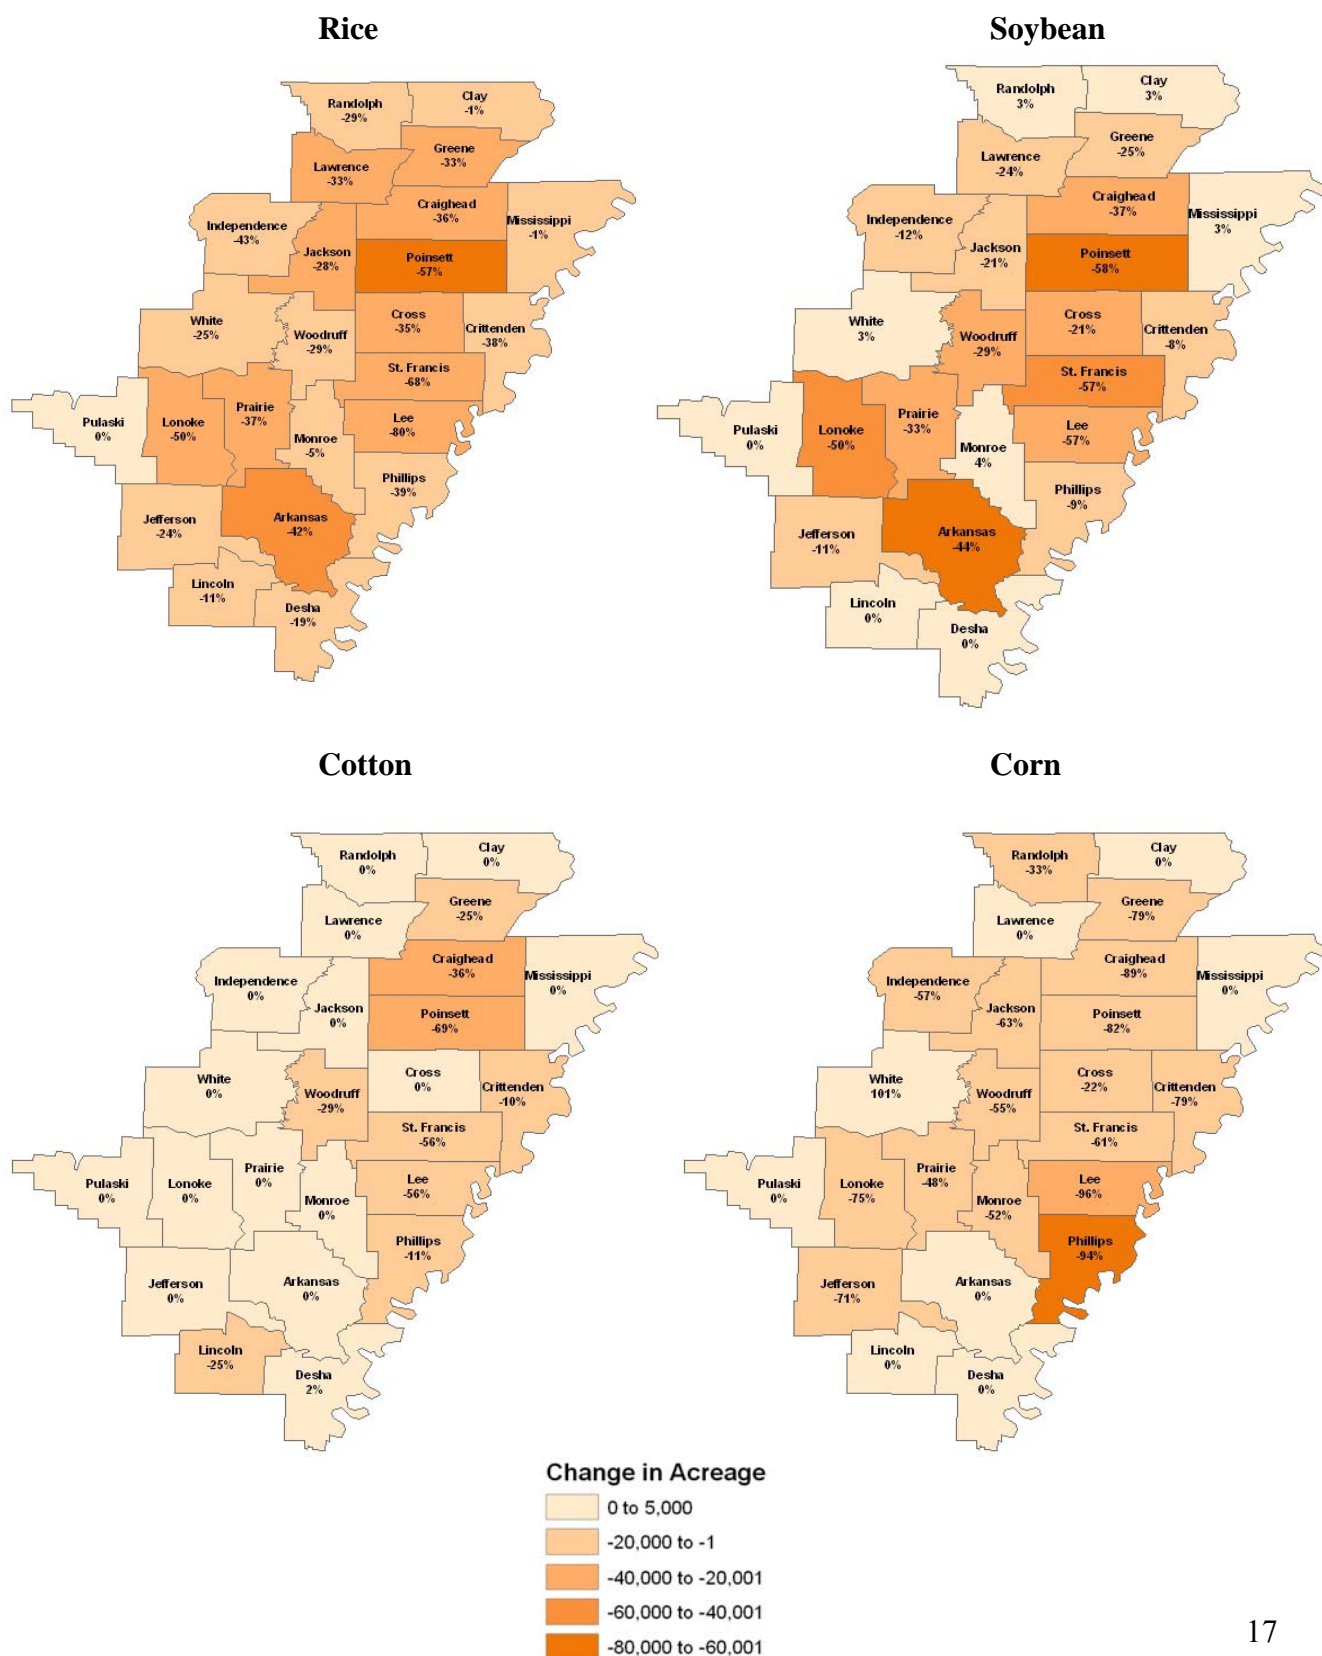 Rice
Randolph
-29%
Clay
-1%
Lawrence
-33%
Greene
-33%
Independence
-43%
Jackson
-28%
Craighead
-36%
Mississippi
-1%
Poinsett
-57%
White
-25%
Woodruff
-29%
Cross
-35%
Crittenden
-38%
St. Francis
-68%
Pulaski
0%
Lonoke
-50%
Prairie
-37%
Monroe
-5%
Lee
-80%
Phillips
-39%
Jefferson
-24%
Arkansas
-42%
Lincoln
-11%
Desha
-19%
Soybean
Randolph
3%
Clay
3%
Lawrence
-24%
Greene
-25%
Independence
-12%
Jackson
-21%
Craighead
-37%
Mississippi
3%
Poinsett
-58%
White
3%
Woodruff
-29%
Cross
-21%
Crittenden
-8%
St. Francis
-57%
Pulaski
0%
Lonoke
-50%
Prairie
-33%
Monroe
4%
Lee
-57%
Phillips
-9%
Jefferson
-11%
Arkansas
-44%
Lincoln
0%
Desha
0%
Cotton
Randolph
0%
Clay
0%
Lawrence
0%
Greene
-25%
Independence
0%
Jackson
0%
Craighead
-36%
Mississippi
0%
Poinsett
-69%
White
0%
Woodruff
-29%
Cross
0%
Crittenden
-10%
St. Francis
-56%
Pulaski
0%
Lonoke
0%
Prairie
0%
Monroe
0%
Lee
-56%
Phillips
-11%
Jefferson
0%
Arkansas
0%
Lincoln
-25%
Desha
2%
Corn
Randolph
-33%
Clay
0%
Lawrence
0%
Greene
-79%
Independence
-57%
Jackson
-63%
Craighead
-89%
Mississippi
0%
Poinsett
-82%
White
101%
Woodruff
-55%
Cross
-22%
Crittenden
-79%
St. Francis
-61%
Pulaski
0%
Lonoke
-75%
Prairie
-48%
Monroe
-52%
Lee
-96%
Phillips
-94%
Jefferson
-71%
Arkansas
0%
Lincoln
0%
Desha
0%
Change in Acreage
0 to 5,000
-20,000 to -1
-40,000 to -20,001
-60,000 to -40,001
-80,000 to -60,001
17